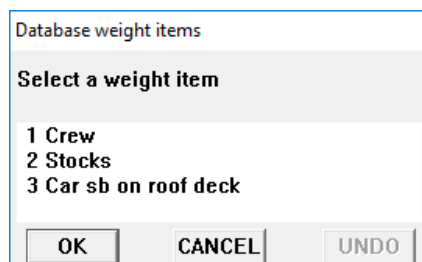 Database weight items
Select a weight item
1 Crew
2 Stocks
3 Car sb on roof deck
OK CANCEL UNDO